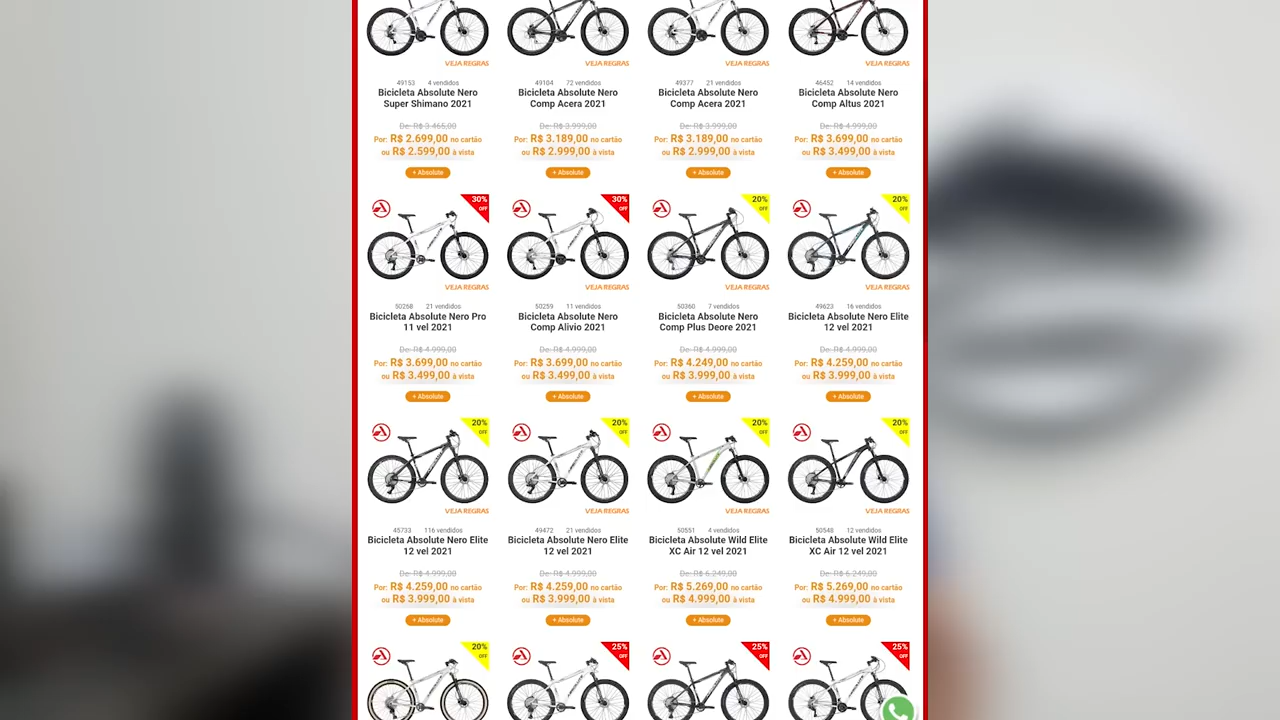 VEJA REGRAS VEJA REGRAS VEJA REGRAS VEJA REGRAS
49153 4 vendidos 49104 72 vendidos 49377 21 vendidos 46452 14 vendidos
Bicicleta Absolute Nero Bicicleta Absolute Nero Bicicleta Absolute Nero Bicicleta Absolute Nero
Super Shimano 2021 Comp Acera 2021 Comp Acera 2021 Comp Altus 2021
De: R$ 3.465,00 De: R$ 3.999,00 De: R$ 3.999,00 De: R$ 4.999,00
Por: R$ 2.699,00 no cartão Por: R$ 3.189,00 no cartão Por: R$ 3.189,00 no cartão Por: R$ 3.699,00 no cartão
ou R$ 2.599,00 à vista ou R$ 2.999,00 à vista ou R$ 2.999,00 à vista ou R$ 3.499,00 à vista
+ Absolute + Absolute + Absolute + Absolute
30% 30% 20% 20%
OFF OFF OFF OFF
VEJA REGRAS VEJA REGRAS VEJA REGRAS VEJA REGRAS
50268 21 vendidos 50259 11 vendidos 50360 7 vendidos 49623 16 vendidos
Bicicleta Absolute Nero Pro Bicicleta Absolute Nero Bicicleta Absolute Nero Bicicleta Absolute Nero Elite
11 vel 2021 Comp Alivio 2021 Comp Plus Deore 2021 12 vel 2021
De: R$ 4.999,00 De: R$ 4.999,00 De: R$ 4.999,00 De: R$ 4.999,00
Por: R$ 3.699,00 no cartão Por: R$ 3.699,00 no cartão Por: R$ 4.249,00 no cartão Por: R$ 4.259,00 no cartão
ou R$ 3.499,00 à vista ou R$ 3.499,00 à vista ou R$ 3.999,00 à vista ou R$ 3.999,00 à vista
+ Absolute + Absolute + Absolute + Absolute
20% 20% 20% 20%
OFF OFF OFF OFF
VEJA REGRAS VEJA REGRAS VEJA REGRAS VEJA REGRAS
45733 116 vendidos 49472 21 vendidos 50551 4 vendidos 50548 12 vendidos
Bicicleta Absolute Nero Elite Bicicleta Absolute Nero Elite Bicicleta Absolute Wild Elite Bicicleta Absolute Wild Elite
12 vel 2021 12 vel 2021 XC Air 12 vel 2021 XC Air 12 vel 2021
De: R$ 4.999,00 De: R$ 4.999,00 De: R$ 6.249,00 De: R$ 6.249,00
Por: R$ 4.259,00 no cartão Por: R$ 4.259,00 no cartão Por: R$ 5.269,00 no cartão Por: R$ 5.269,00 no cartão
ou R$ 3.999,00 à vista ou R$ 3.999,00 à vista ou R$ 4.999,00 à vista ou R$ 4.999,00 à vista
+ Absolute + Absolute + Absolute + Absolute
20% 25% 25% 25%
OFF OFF OFF OFF